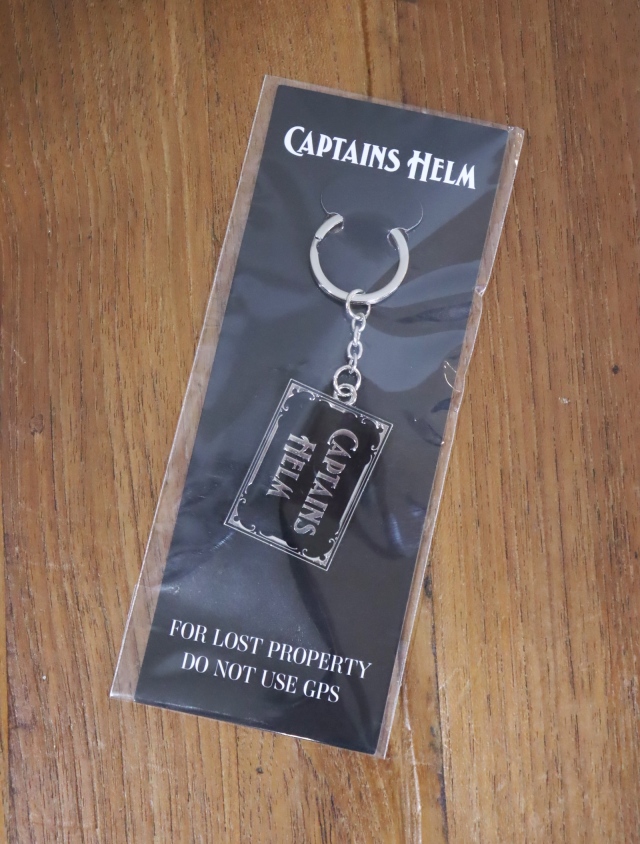 CAPTAINS HELM
CAPTAINS
HELM
FOR LOST PROPERTY
DO NOT USE GPS